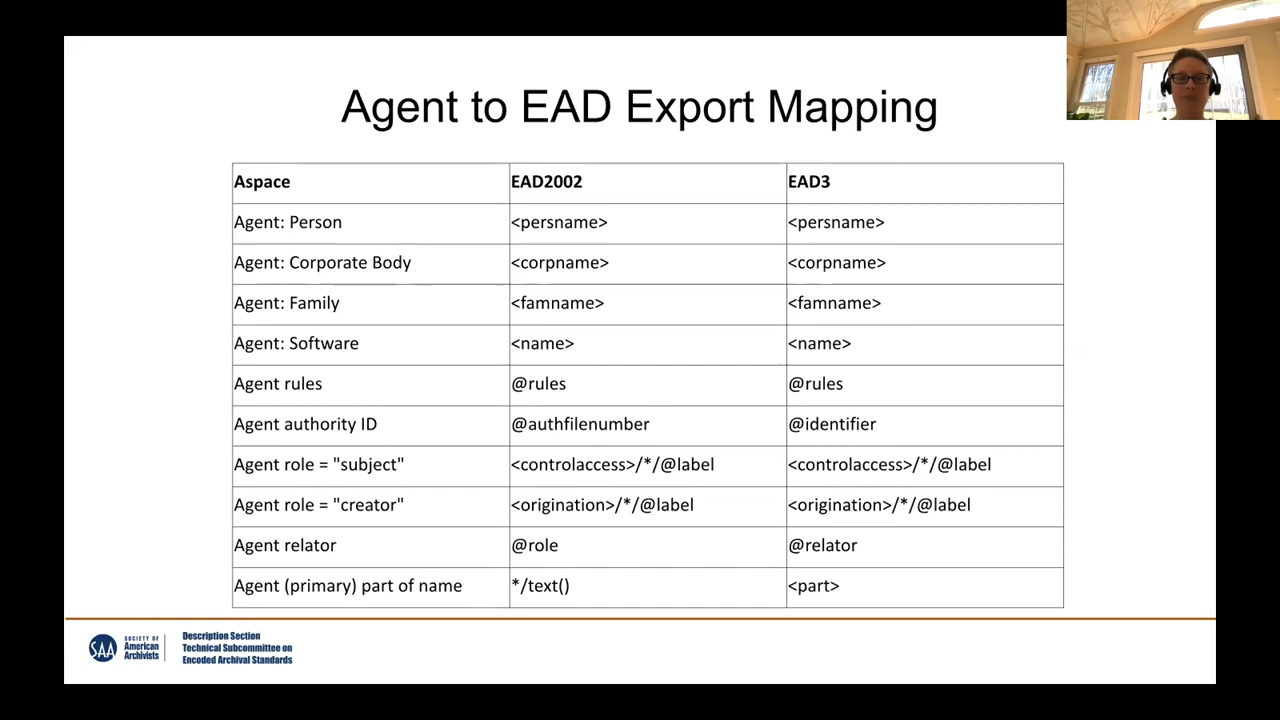 Agent to EAD Export Mapping
Aspace EAD2002 EAD3
Agent: Person <persname> <persname>
Agent: Corporate Body <corpname> <corpname>
Agent: Family <famname> <famname>
Agent: Software <name> <name>
Agent rules @rules @rules
Agent authority ID @authfilenumber @identifier
Agent role = "subject" <controlaccess>/*/@label <controlaccess>/*/@label
Agent role = "creator" <origination>/*/@label <origination>/*/@label
Agent relator @role @relator
Agent (primary) part of name */text() <part>
SAA
SOCIETY OF
American
Archivists
Description Section
Technical Subcommittee on
Encoded Archival Standards